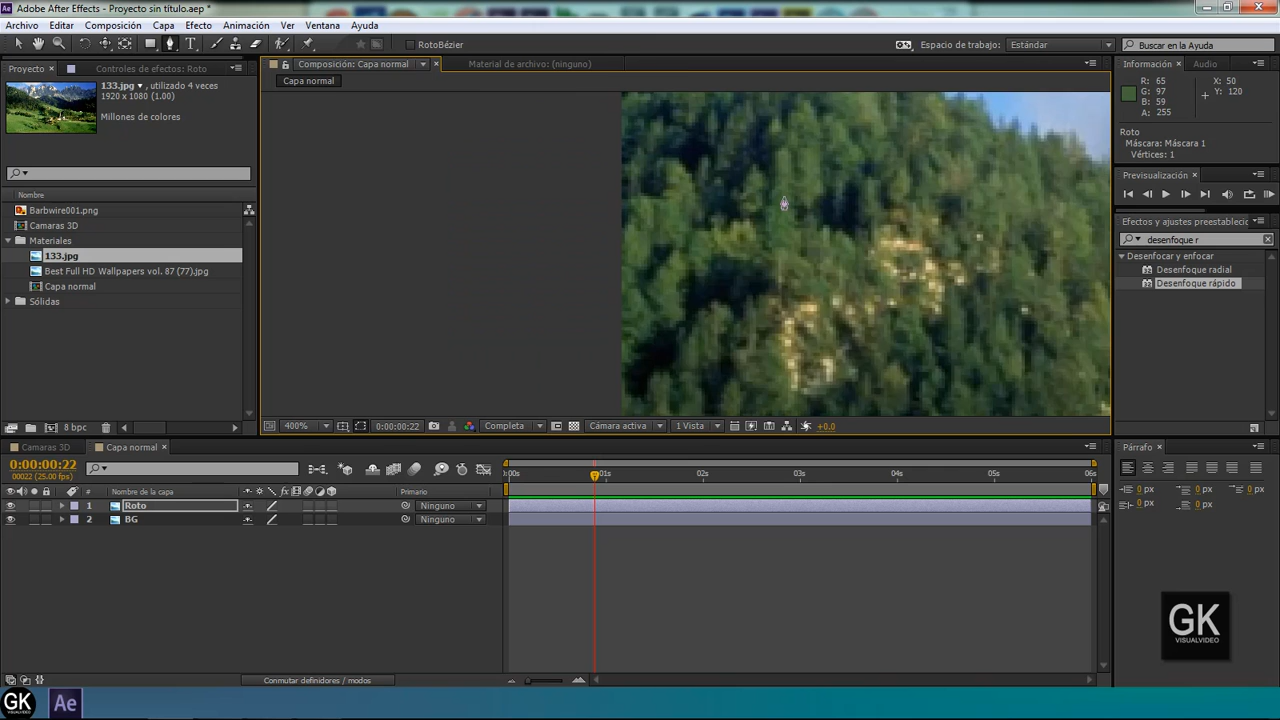 Adobe After Effects - Proyecto sin título.aep *
Archivo Editar Composición Capa Efecto Animación Ver Ventana Ayuda
RotoBézier
Espacio de trabajo: Estándar
Buscar en la Ayuda
Proyecto
Controles de efectos: Roto
Composición: Capa normal
Material de archivo: (ninguno)
Información
Audio
133.jpg ▾, utilizado 4 veces
1920 x 1080 (1.00)
Millones de colores
Capa normal
R: 65
G: 97
B: 59
A: 255
X: 50
Y: 120
Roto
Máscara: Máscara 1
Vértices: 1
Previsualización
Nombre
Barbwire001.png
Camaras 3D
Materiales
133.jpg
Best Full HD Wallpapers vol. 87 (77).jpg
Capa normal
Sólidas
Efectos y ajustes preestableci
desenfoque r
Desenfocar y enfocar
Desenfoque radial
Desenfoque rápido
8 bpc
400%
0:00:00:22
Completa
Cámara activa
1 Vista
+0.0
Camaras 3D
Capa normal
0:00:00:22
00022 (25.00 fps)
:00s 01s 02s 03s 04s 05s 06s
# Nombre de la capa
Primario
1 Roto Ninguno
2 BG Ninguno
Párrafo
0 px 0 px 0 px
0 px 0 px
GK
VISUALVIDEO
Conmutar definidores / modos
GK
Ae